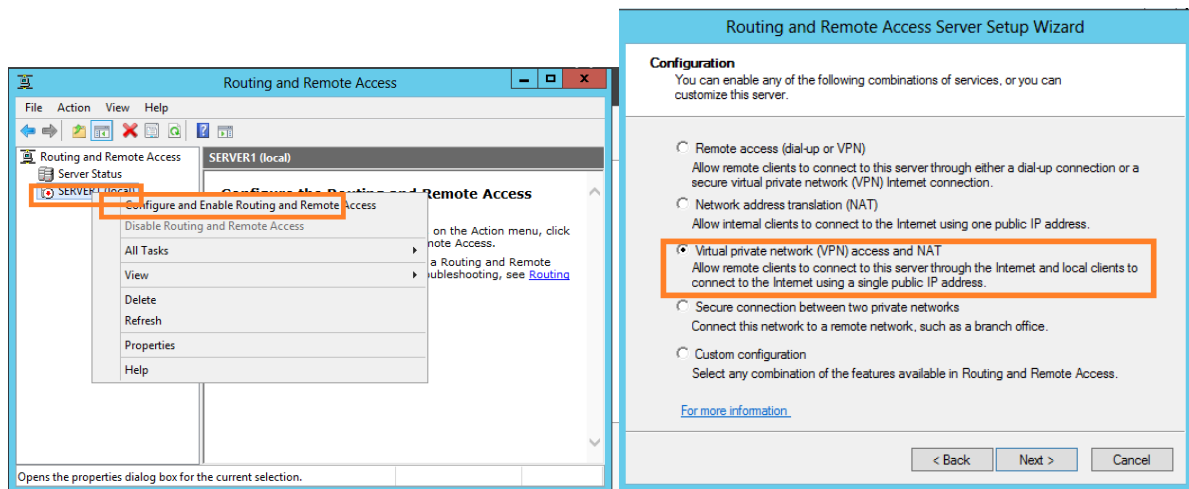 Routing and Remote Access
File Action View Help
Routing and Remote Access
Server Status
SERVER1 (local)
SERVER1 (local)
Configure the Routing and Remote Access
on the Action menu, click
mote Access.
a Routing and Remote
ubleshooting, see Routing
Configure and Enable Routing and Remote Access
Disable Routing and Remote Access
All Tasks
View
Delete
Refresh
Properties
Help
Opens the properties dialog box for the current selection.
Routing and Remote Access Server Setup Wizard
Configuration
You can enable any of the following combinations of services, or you can
customize this server.
Remote access (dial-up or VPN)
Allow remote clients to connect to this server through either a dial-up connection or a
secure virtual private network (VPN) Internet connection.
Network address translation (NAT)
Allow internal clients to connect to the Internet using one public IP address.
Virtual private network (VPN) access and NAT
Allow remote clients to connect to this server through the Internet and local clients to
connect to the Internet using a single public IP address.
Secure connection between two private networks
Connect this network to a remote network, such as a branch office.
Custom configuration
Select any combination of the features available in Routing and Remote Access.
For more information
< Back Next > Cancel